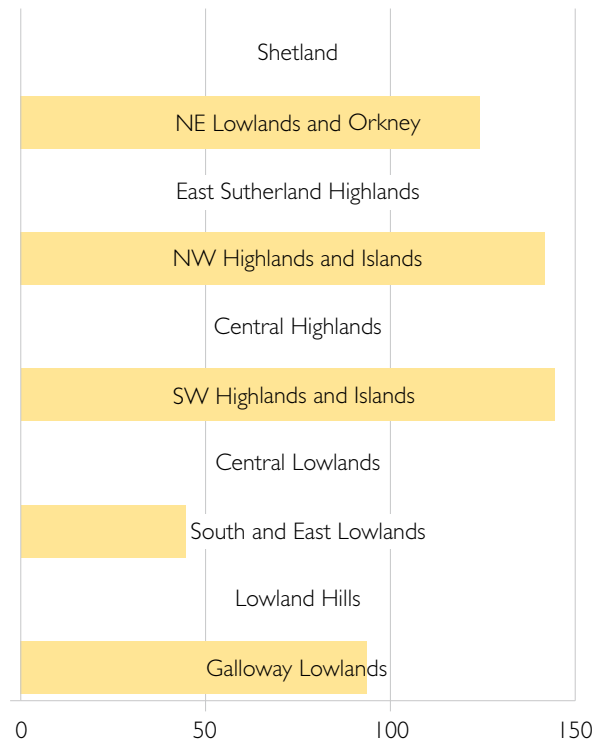 Shetland
NE Lowlands and Orkney
East Sutherland Highlands
NW Highlands and Islands
Central Highlands
SW Highlands and Islands
Central Lowlands
South and East Lowlands
Lowland Hills
Galloway Lowlands
0 50 100 150